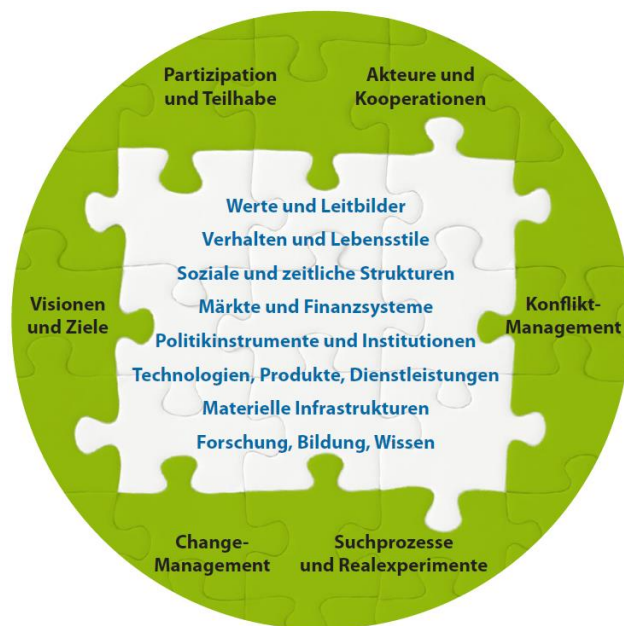 Partizipation
und Teilhabe
Akteure und
Kooperationen
Werte und Leitbilder
Verhalten und Lebensstile
Soziale und zeitliche Strukturen
Visionen
und Ziele
Märkte und Finanzsysteme
Konflikt-
Management
Politikinstrumente und Institutionen
Technologien, Produkte, Dienstleistungen
Materielle Infrastrukturen
Forschung, Bildung, Wissen
Change-
Management
Suchprozesse
und Realexperimente